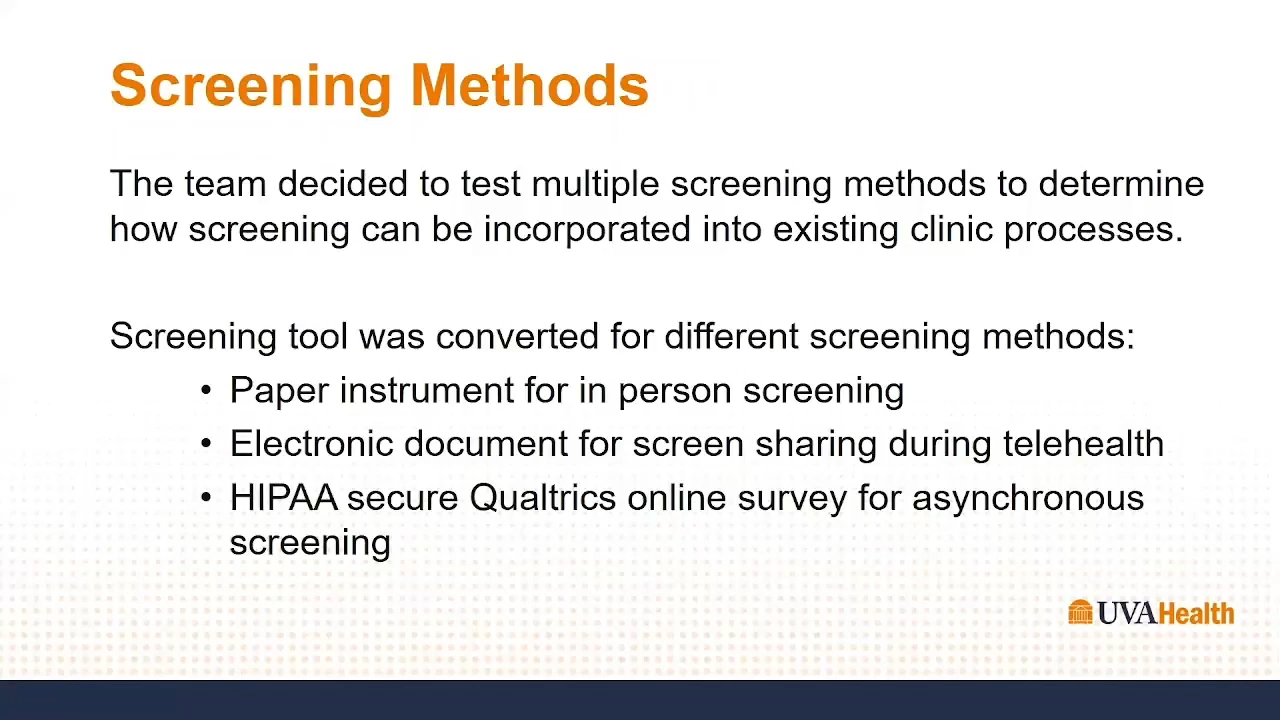 Screening Methods
The team decided to test multiple screening methods to determine
how screening can be incorporated into existing clinic processes.
Screening tool was converted for different screening methods:
• Paper instrument for in person screening
• Electronic document for screen sharing during telehealth
• HIPAA secure Qualtrics online survey for asynchronous
screening
UVAHealth